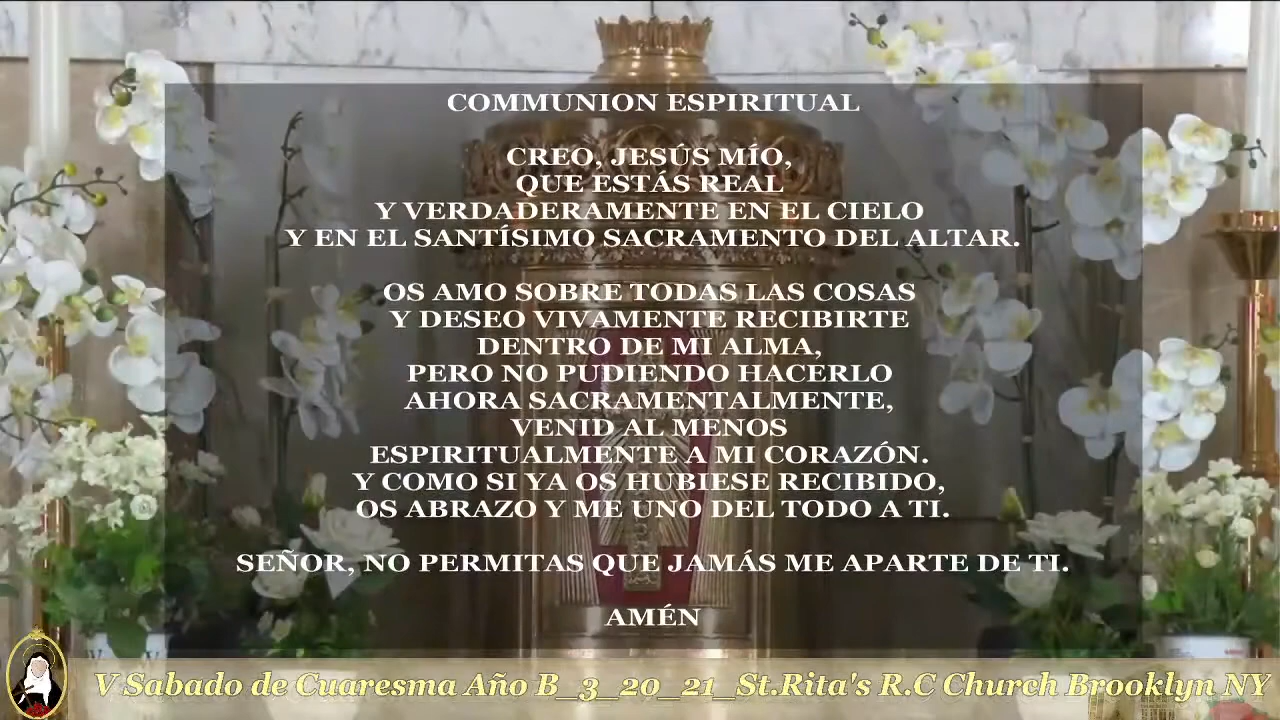 COMMUNION ESPIRITUAL
CREO, JESÚS MÍO,
QUE ESTÁS REAL
Y VERDADERAMENTE EN EL CIELO
Y EN EL SANTÍSIMO SACRAMENTO DEL ALTAR.
OS AMO SOBRE TODAS LAS COSAS
Y DESEO VIVAMENTE RECIBIRTE
DENTRO DE MI ALMA,
PERO NO PUDIENDO HACERLO
AHORA SACRAMENTALMENTE,
VENID AL MENOS
ESPIRITUALMENTE A MI CORAZÓN.
Y COMO SI YA OS HUBIESE RECIBIDO,
OS ABRAZO Y ME UNO DEL TODO A TI.
SEÑOR, NO PERMITAS QUE JAMÁS ME APARTE DE TI.
AMÉN
V Sabado de Cuaresma Año B_3_20_21_St.Rita's R.C Church Brooklyn NY